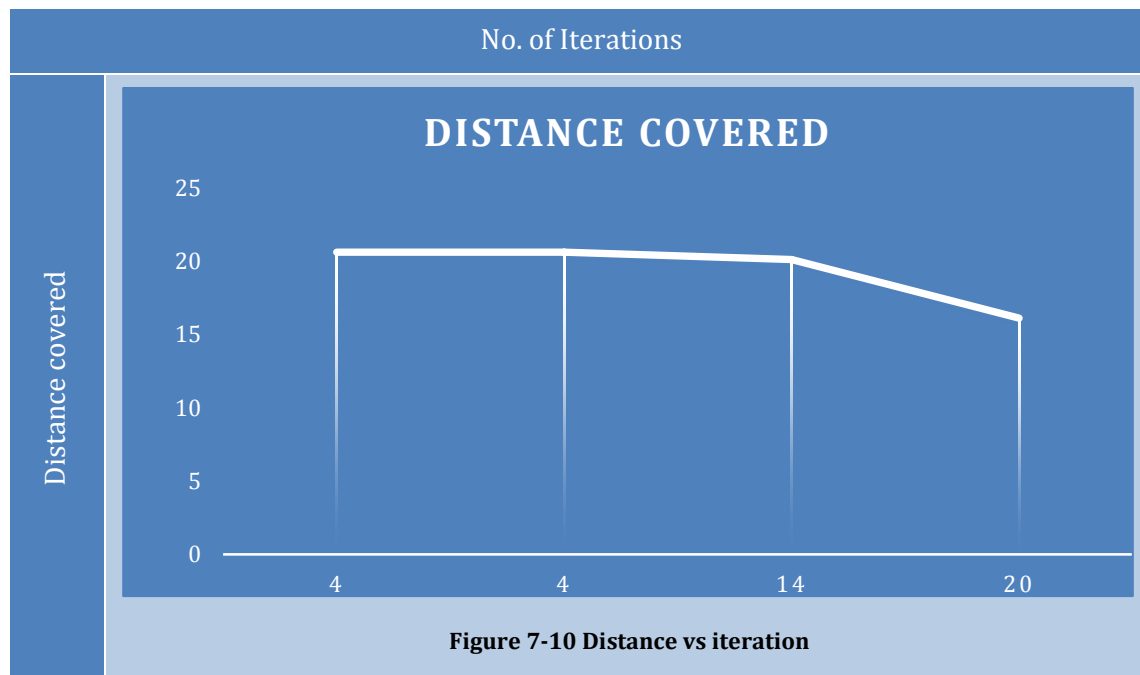 No. of Iterations
Distance covered
DISTANCE COVERED
25
20
15
10
5
0
4 4 14 20
Figure 7-10 Distance vs iteration